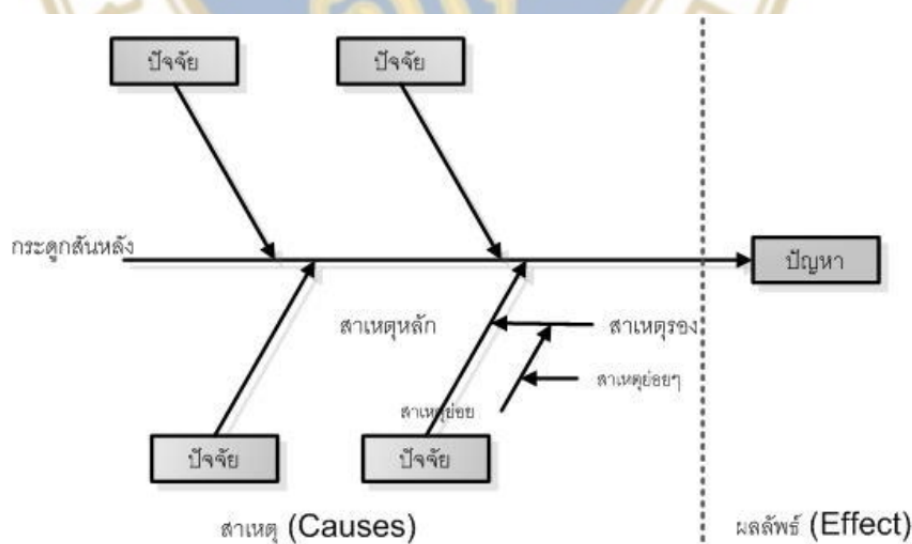 ปัจจัย
ปัจจัย
กระดูกสันหลัง
ปัญหา
สาเหตุหลัก
สาเหตุรอง
สาเหตุย่อยๆ
สาเหตุย่อย
ปัจจัย
ปัจจัย
สาเหตุ (Causes)
ผลลัพธ์ (Effect)